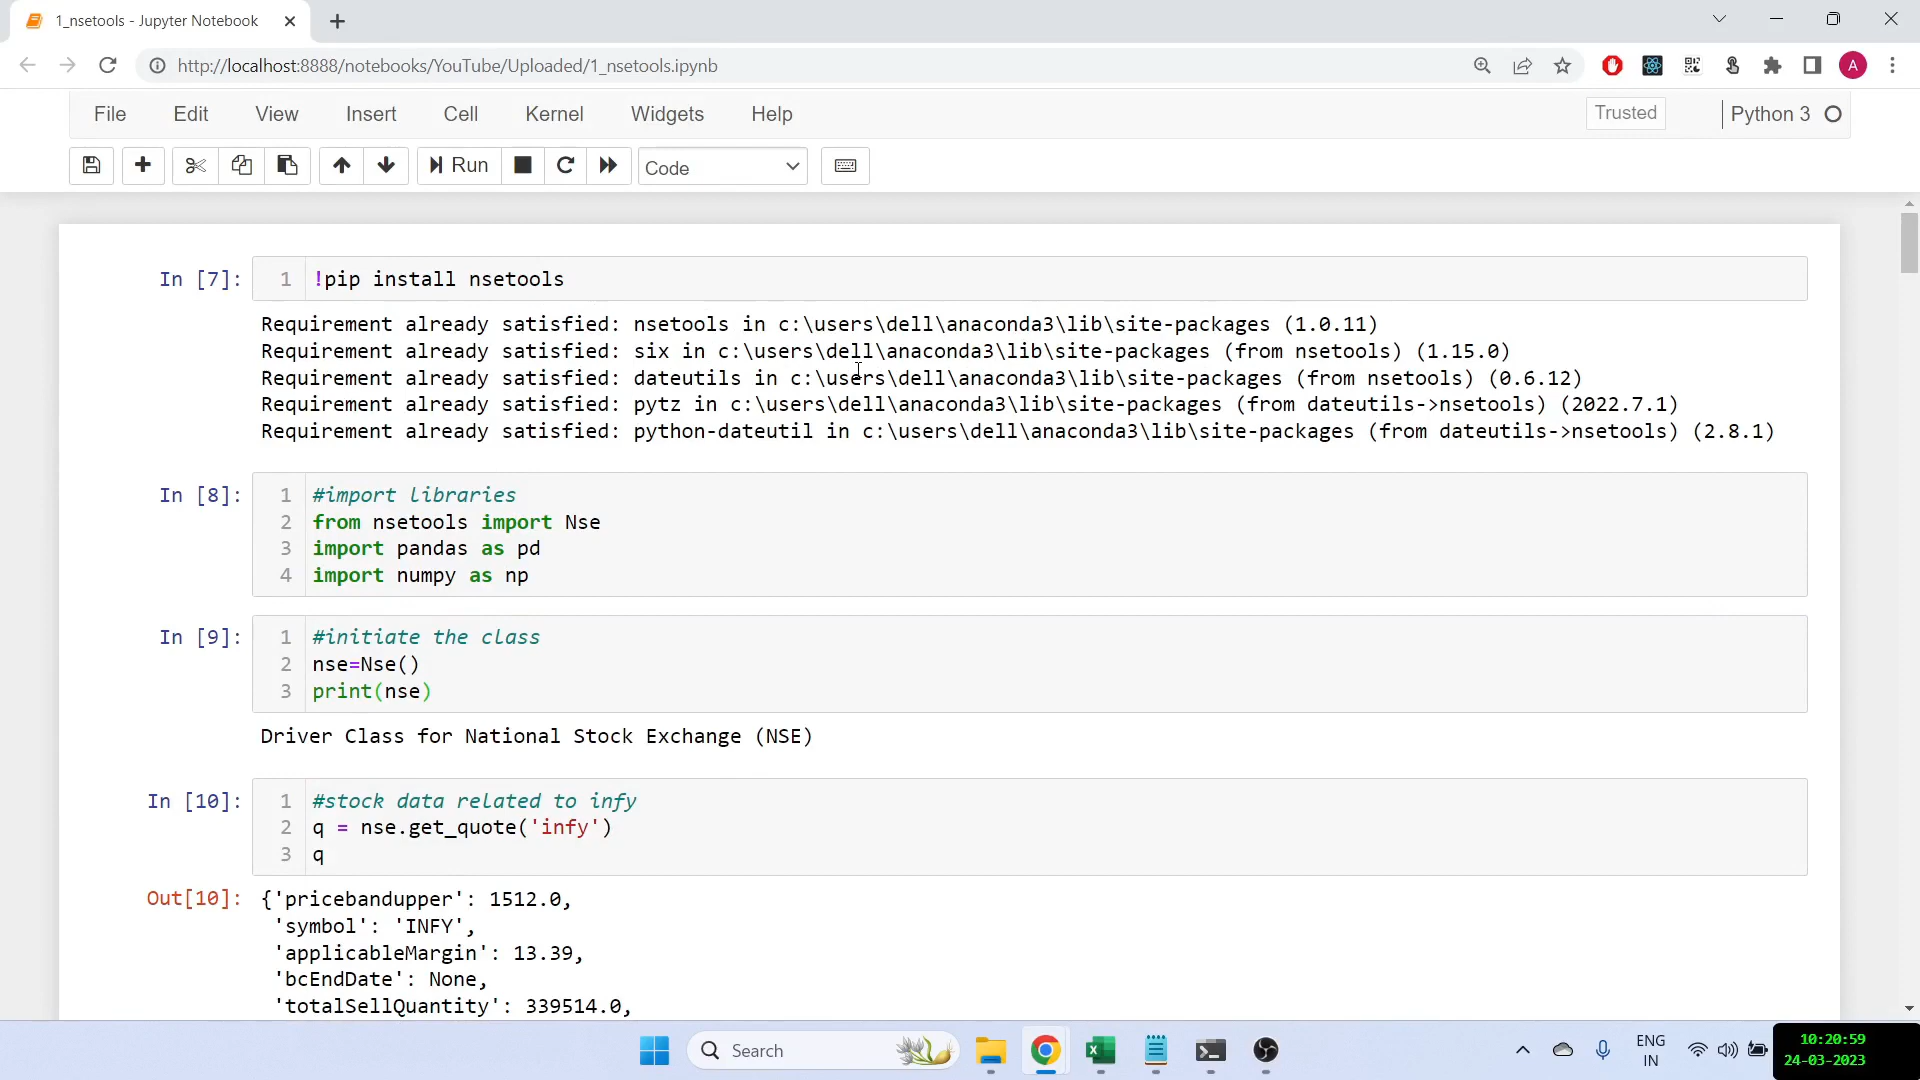 1_nsetools - Jupyter Notebook
http://localhost:8888/notebooks/YouTube/Uploaded/1_nsetools.ipynb
A
File Edit View Insert Cell Kernel Widgets Help Trusted Python 3
Run Code
In [7]: 1 !pip install nsetools
Requirement already satisfied: nsetools in c:\users\dell\anaconda3\lib\site-packages (1.0.11)
Requirement already satisfied: six in c:\users\dell\anaconda3\lib\site-packages (from nsetools) (1.15.0)
Requirement already satisfied: dateutils in c:\users\dell\anaconda3\lib\site-packages (from nsetools) (0.6.12)
Requirement already satisfied: pytz in c:\users\dell\anaconda3\lib\site-packages (from dateutils->nsetools) (2022.7.1)
Requirement already satisfied: python-dateutil in c:\users\dell\anaconda3\lib\site-packages (from dateutils->nsetools) (2.8.1)
In [8]: 1 #import libraries
2 from nsetools import Nse
3 import pandas as pd
4 import numpy as np
In [9]: 1 #initiate the class
2 nse=Nse()
3 print(nse)
Driver Class for National Stock Exchange (NSE)
In [10]: 1 #stock data related to infy
2 q = nse.get_quote('infy')
3 q
Out[10]: {'pricebandupper': 1512.0,
'symbol': 'INFY',
'applicableMargin': 13.39,
'bcEndDate': None,
'totalSellQuantity': 339514.0,
Search
ENG
IN
10:20:59
24-03-2023